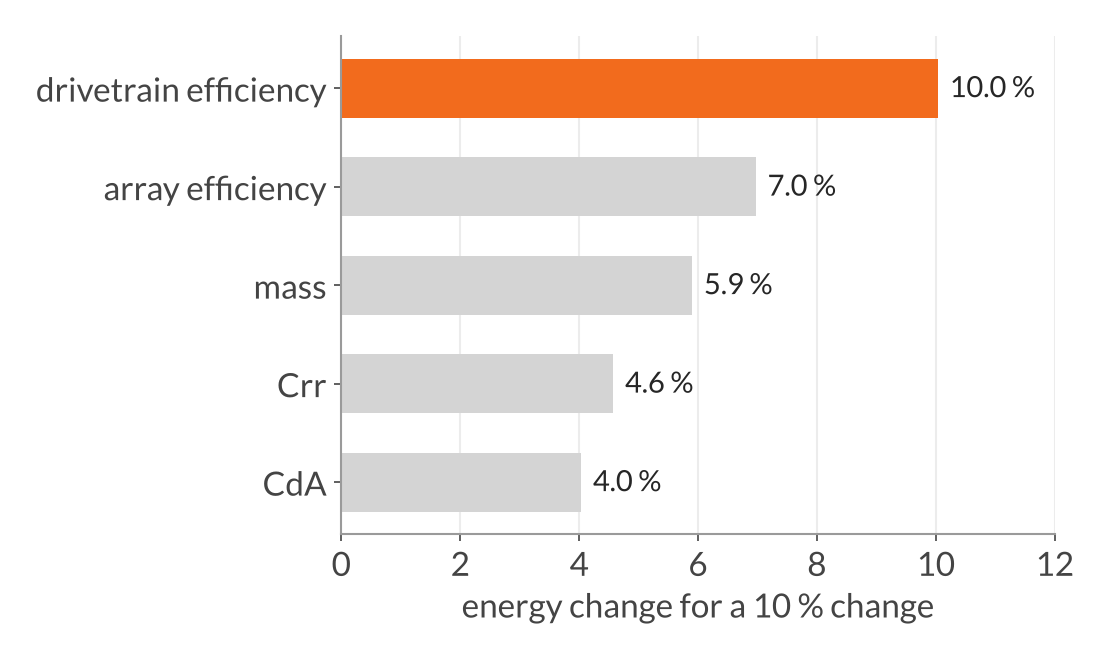 drivetrain efficiency 10.0 %
array efficiency 7.0 %
mass 5.9 %
Crr 4.6 %
CdA 4.0 %
0 2 4 6 8 10 12
energy change for a 10 % change